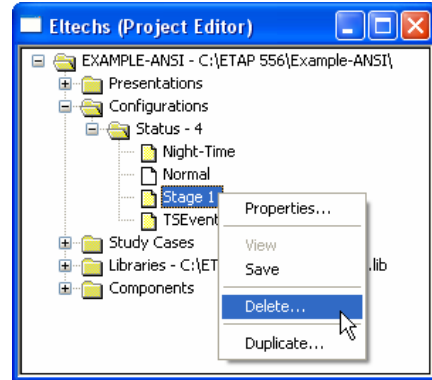 Eltechs (Project Editor)
EXAMPLE-ANSI - C:\ETAP 556\Example-ANSI\
Presentations
Configurations
Status - 4
Night-Time
Normal
Stage 1
TSEvent
Study Cases
Libraries - C:\ET .lib
Components
Properties...
View
Save
Delete...
Duplicate...